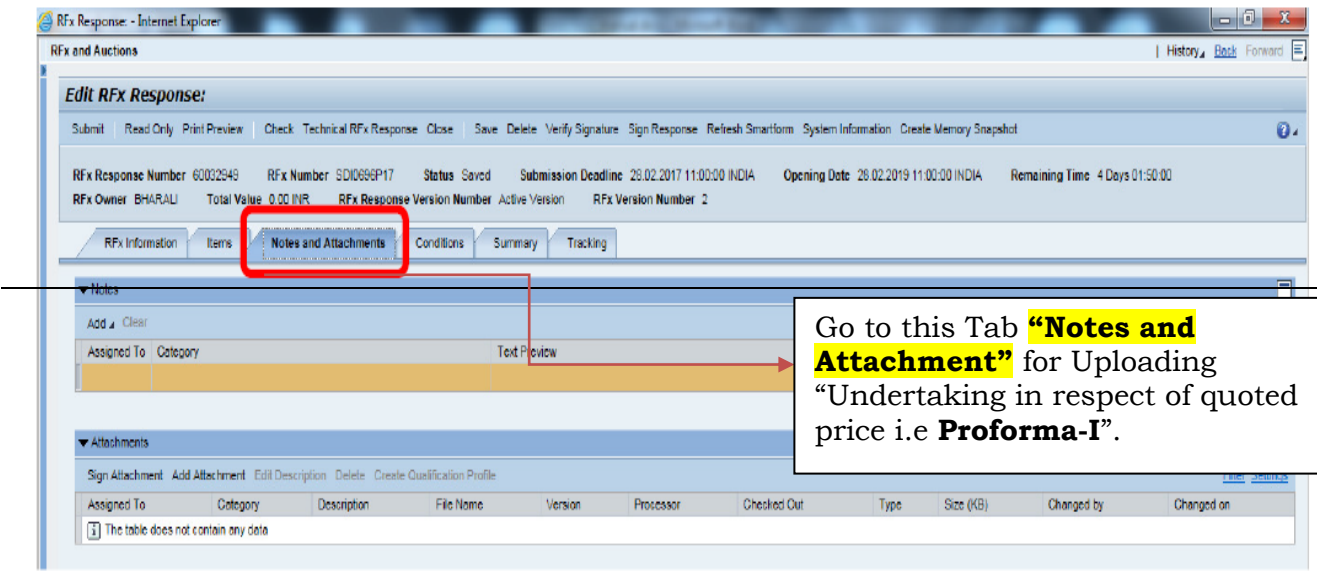 RFx Response: - Internet Explorer
RFx and Auctions
History Back Forward
Edit RFx Response:
Submit Read Only Print Preview Check Technical RFx Response Close Save Delete Verify Signature Sign Response Refresh Smartform System Information Create Memory Snapshot
RFx Response Number 60032949 RFx Number SDI0696P17 Status Saved Submission Deadline 28.02.2017 11:00:00 INDIA Opening Date 28.02.2019 11:00:00 INDIA Remaining Time 4 Days 01:50:00
RFx Owner BHARALI Total Value 0.00 INR RFx Response Version Number Active Version RFx Version Number 2
RFx Information Items Notes and Attachments Conditions Summary Tracking
Notes
Add Clear
Assigned To Category Text Preview
Go to this Tab “Notes and
Attachment” for Uploading
“Undertaking in respect of quoted
price i.e Proforma-I”.
Attachments
Sign Attachment Add Attachment Edit Description Delete Create Qualification Profile
Filter Settings
Assigned To Category Description File Name Version Processor Checked Out Type Size (KB) Changed by Changed on
The table does not contain any data